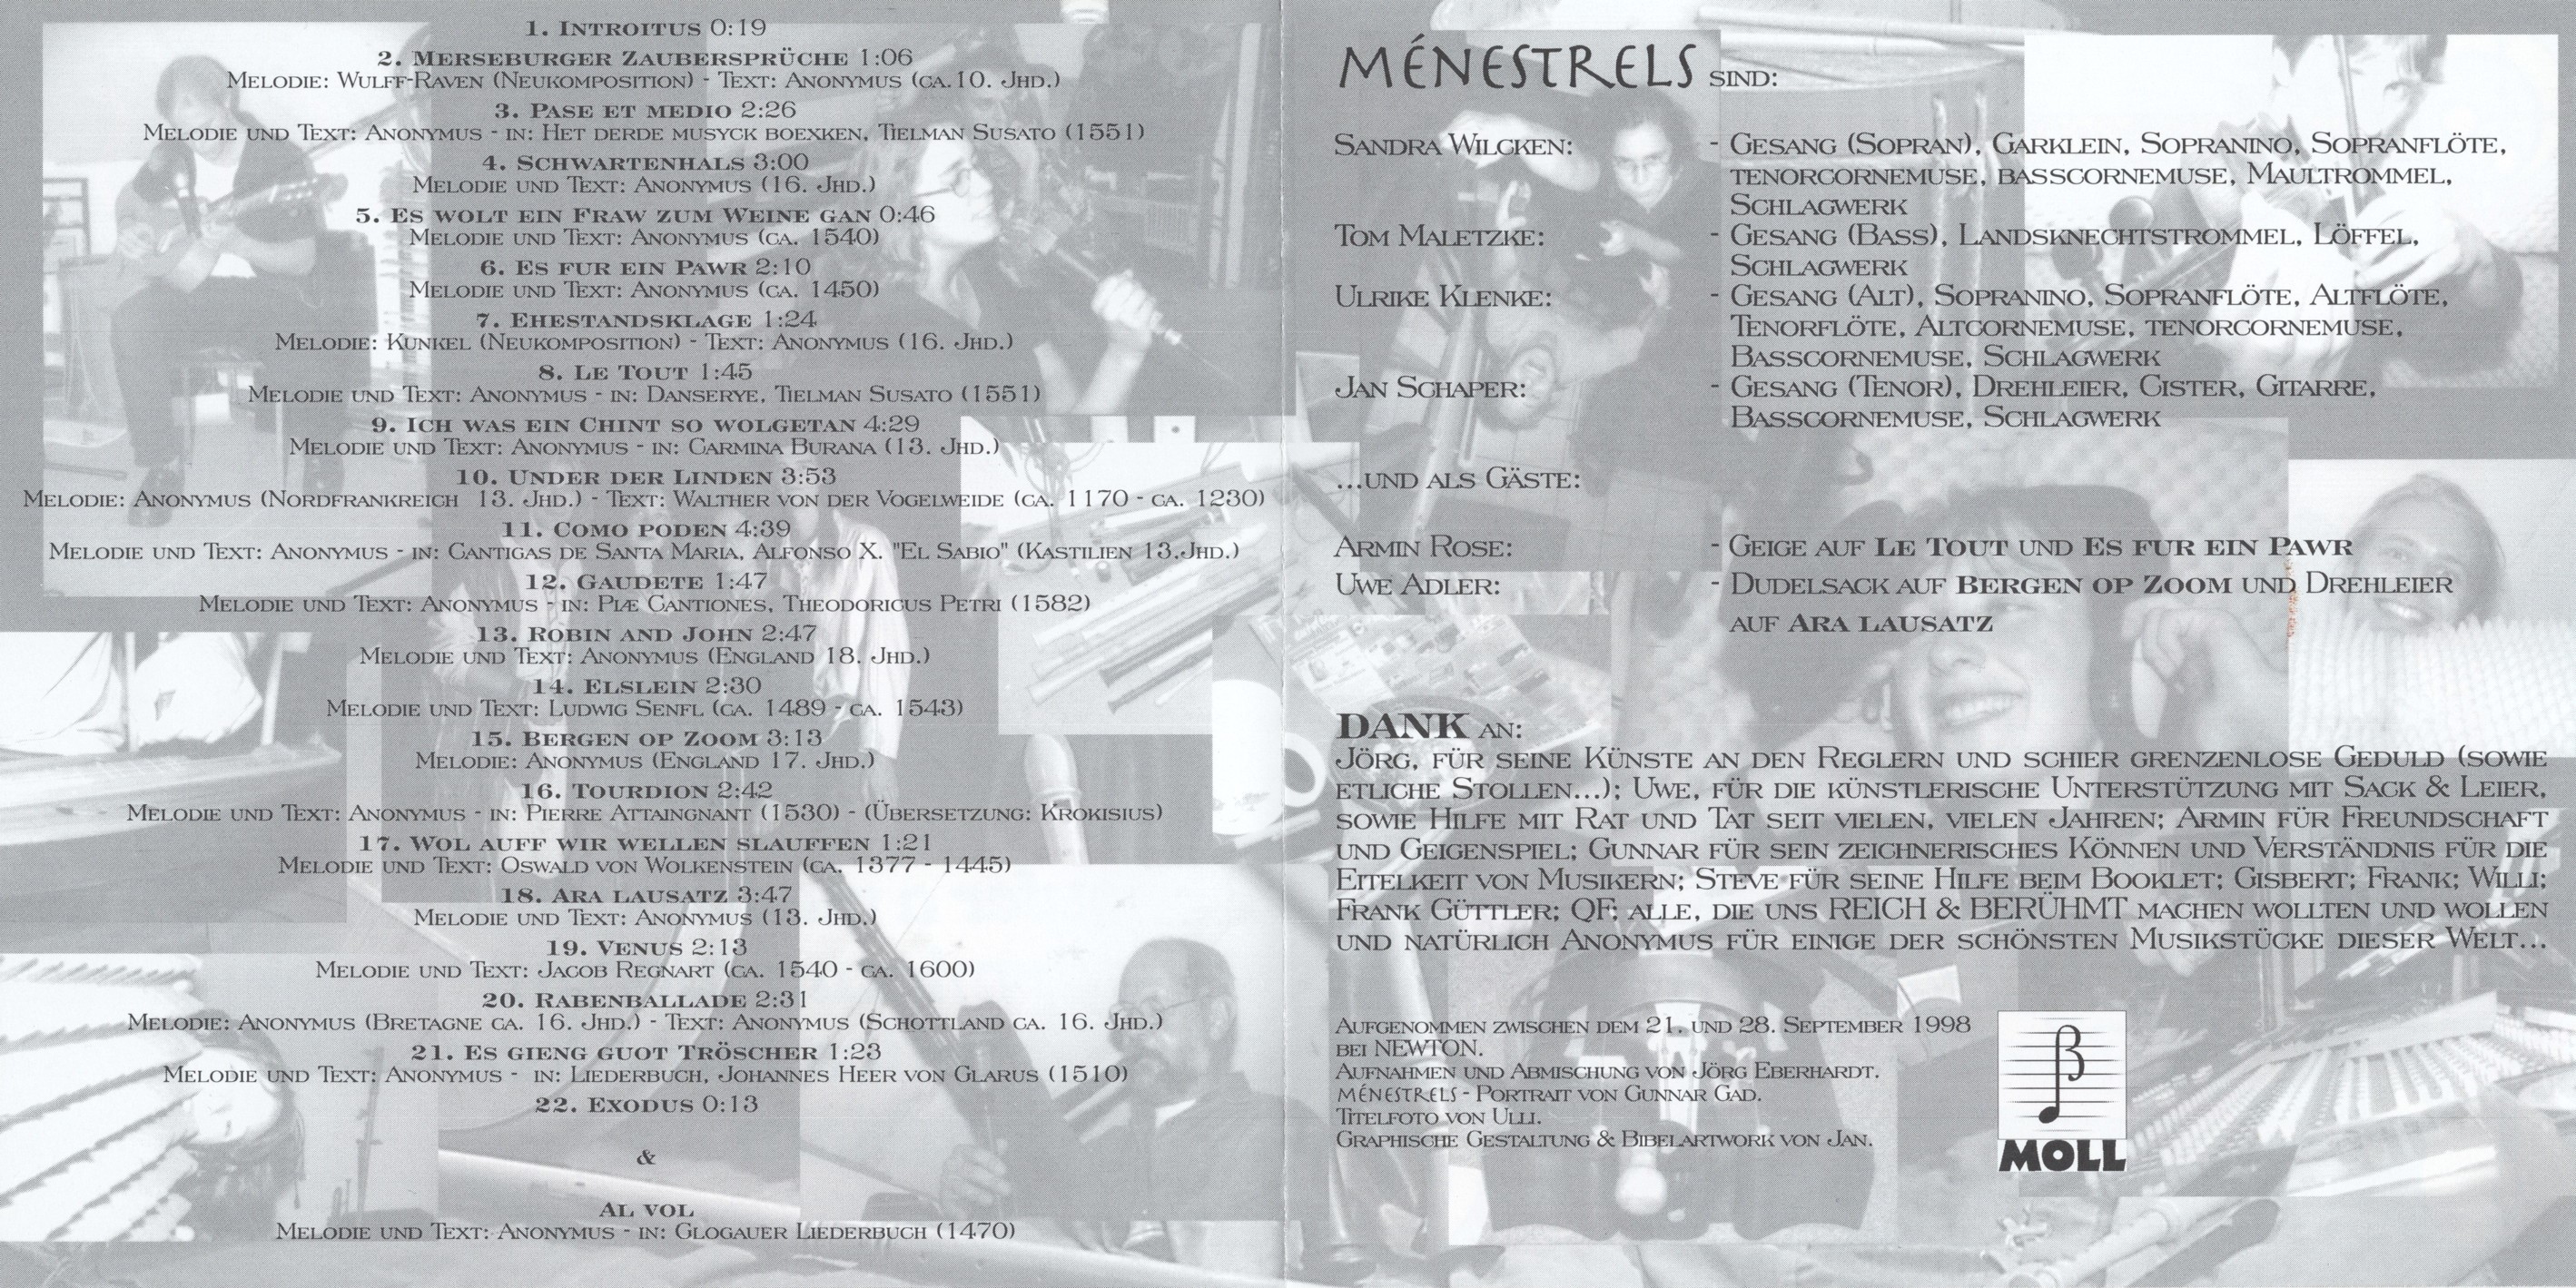 1. Introitus 0:19
2. Merseburger Zaubersprüche 1:06
Melodie: Wulff-Raven (Neukomposition) - Text: Anonymus (ca.10. Jhd.)
3. Pase et medio 2:26
Melodie und Text: Anonymus - in: Het derde musyck boexken, Tielman Susato (1551)
4. Schwartenhals 3:00
Melodie und Text: Anonymus (16. Jhd.)
5. Es wolt ein Fraw zum Weine gan 0:46
Melodie und Text: Anonymus (ca. 1540)
6. Es fur ein Pawr 2:10
Melodie und Text: Anonymus (ca. 1450)
7. Ehestandsklage 1:24
Melodie: Kunkel (Neukomposition) - Text: Anonymus (16. Jhd.)
8. Le Tout 1:45
Melodie und Text: Anonymus - in: Danserye, Tielman Susato (1551)
9. Ich was ein Chint so wolgetan 4:29
Melodie und Text: Anonymus - in: Carmina Burana (13. Jhd.)
10. Under der Linden 3:53
Melodie: Anonymus (Nordfrankreich 13. Jhd.) - Text: Walther von der Vogelweide (ca. 1170 - ca. 1230)
11. Como poden 4:39
Melodie und Text: Anonymus - in: Cantigas de Santa Maria, Alfonso X. "El Sabio" (Kastilien 13.Jhd.)
12. Gaudete 1:47
Melodie und Text: Anonymus - in: Piæ Cantiones, Theodoricus Petri (1582)
13. Robin and John 2:47
Melodie und Text: Anonymus (England 18. Jhd.)
14. Elslein 2:30
Melodie und Text: Ludwig Senfl (ca. 1489 - ca. 1543)
15. Bergen op Zoom 3:13
Melodie: Anonymus (England 17. Jhd.)
16. Tourdion 2:42
Melodie und Text: Anonymus - in: Pierre Attaingnant (1530) - (Übersetzung: Krokisius)
17. Wol auff wir wellen slauffen 1:21
Melodie und Text: Oswald von Wolkenstein (ca. 1377 - 1445)
18. Ara lausatz 3:47
Melodie und Text: Anonymus (13. Jhd.)
19. Venus 2:13
Melodie und Text: Jacob Regnart (ca. 1540 - ca. 1600)
20. Rabenballade 2:31
Melodie: Anonymus (Bretagne ca. 16. Jhd.) - Text: Anonymus (Schottland ca. 16. Jhd.)
21. Es gieng guot Tröscher 1:23
Melodie und Text: Anonymus - in: Liederbuch, Johannes Heer von Glarus (1510)
22. Exodus 0:13
&
Al vol
Melodie und Text: Anonymus - in: Glogauer Liederbuch (1470)
MÉNESTRELS sind:
Sandra Wilcken: - Gesang (Sopran), Garklein, Sopranino, Sopranflöte,
tenorcornemuse, basscornemuse, Maultrommel,
Schlagwerk
Tom Maletzke: - Gesang (Bass), Landsknechtstrommel, Löffel,
Schlagwerk
Ulrike Klenke: - Gesang (Alt), Sopranino, Sopranflöte, Altflöte,
Tenorflöte, Altcornemuse, tenorcornemuse,
Basscornemuse, Schlagwerk
Jan Schaper: - Gesang (Tenor), Drehleier, Cister, Gitarre,
Basscornemuse, Schlagwerk
...und als Gäste:
Armin Rose: - Geige auf Le Tout und Es fur ein Pawr
Uwe Adler: - Dudelsack auf Bergen op Zoom und Drehleier
auf Ara lausatz
DANK an:
Jörg, für seine Künste an den Reglern und schier grenzenlose Geduld (sowie
etliche Stollen...); Uwe, für die künstlerische Unterstützung mit Sack & Leier,
sowie Hilfe mit Rat und Tat seit vielen, vielen Jahren; Armin für Freundschaft
und Geigenspiel; Gunnar für sein zeichnerisches Können und Verständnis für die
Eitelkeit von Musikern; Steve für seine Hilfe beim Booklet; Gisbert; Frank; Willi;
Frank Güttler; QF; alle, die uns REICH & BERÜHMT machen wollten und wollen
und natürlich Anonymus für einige der schönsten Musikstücke dieser Welt...
Aufgenommen zwischen dem 21. und 28. September 1998
bei NEWTON.
Aufnahmen und Abmischung von Jörg Eberhardt.
MÉNESTRELS - Portrait von Gunnar Gad.
Titelfoto von Ulli.
Graphische Gestaltung & Bibelartwork von Jan.
MOLL